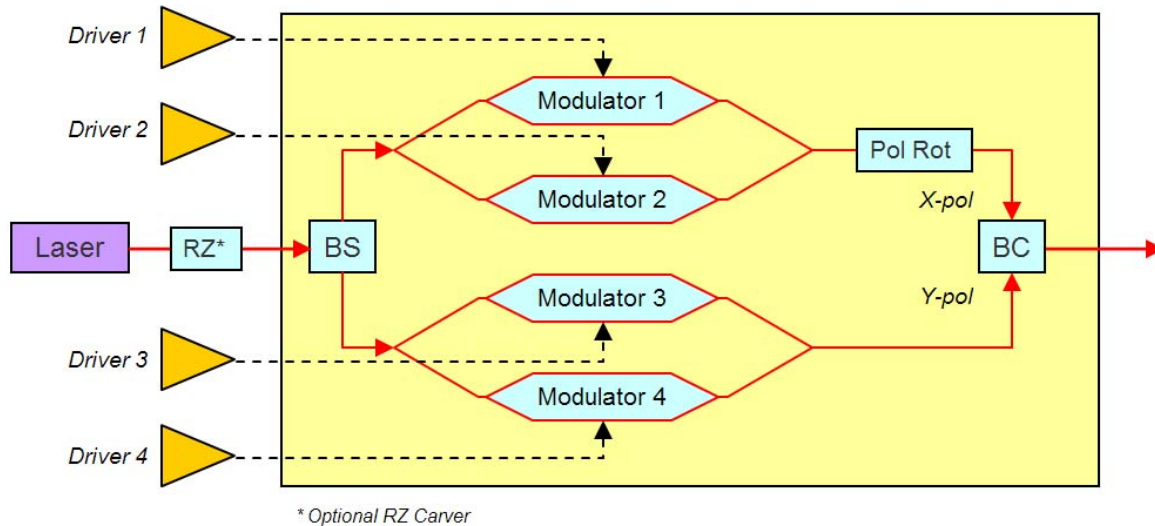 Driver 1
Modulator 1
Driver 2
Pol Rot
Modulator 2
X-pol
Laser
RZ*
BS
BC
Modulator 3
Y-pol
Driver 3
Modulator 4
Driver 4
* Optional RZ Carver